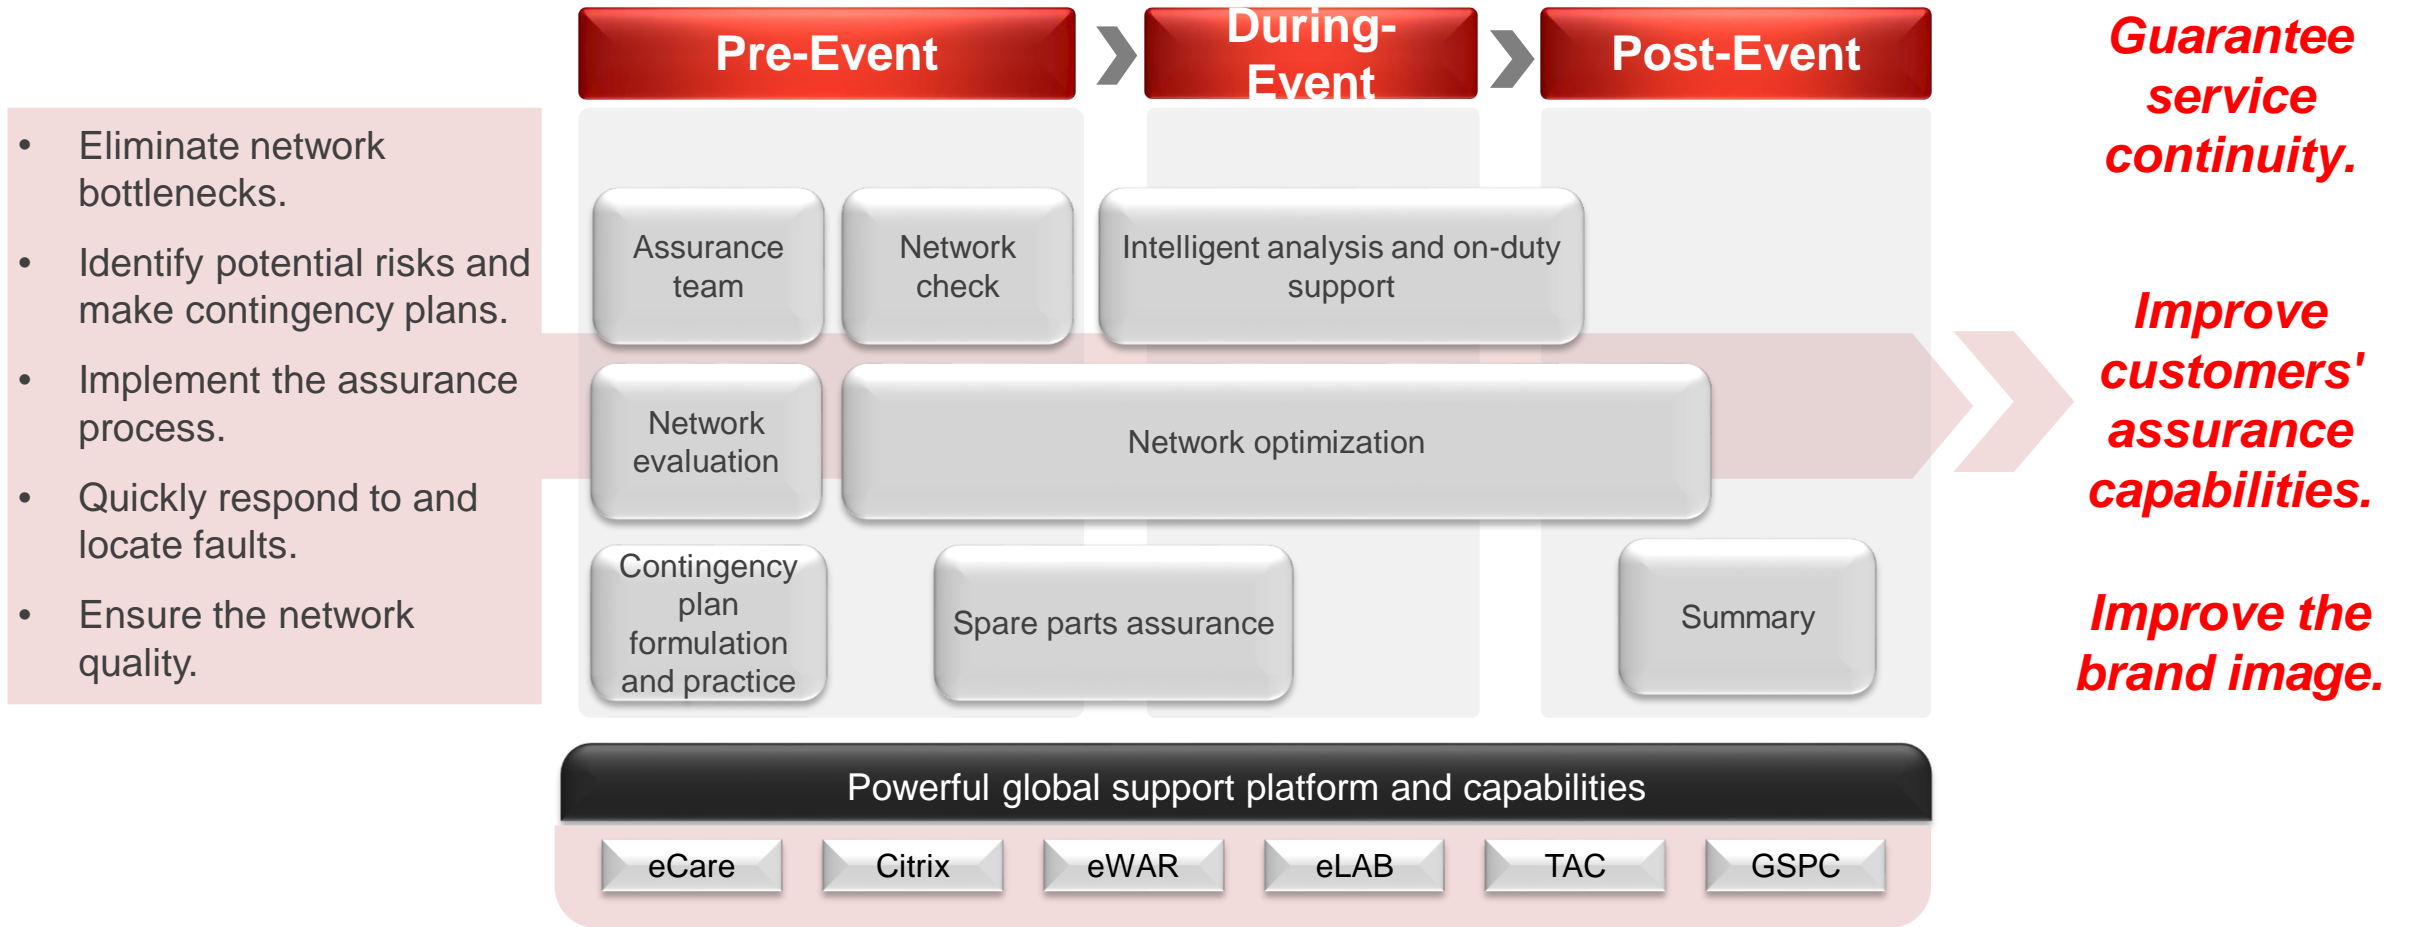 Pre-Event
During-
Event
Post-Event
• Eliminate network
bottlenecks.
• Identify potential risks and
make contingency plans.
• Implement the assurance
process.
• Quickly respond to and
locate faults.
• Ensure the network
quality.
Assurance
team
Network
check
Intelligent analysis and on-duty
support
Network
evaluation
Network optimization
Contingency
plan
formulation
and practice
Spare parts assurance
Summary
Powerful global support platform and capabilities
eCare
Citrix
eWAR
eLAB
TAC
GSPC
Guarantee
service
continuity.
Improve
customers'
assurance
capabilities.
Improve the
brand image.